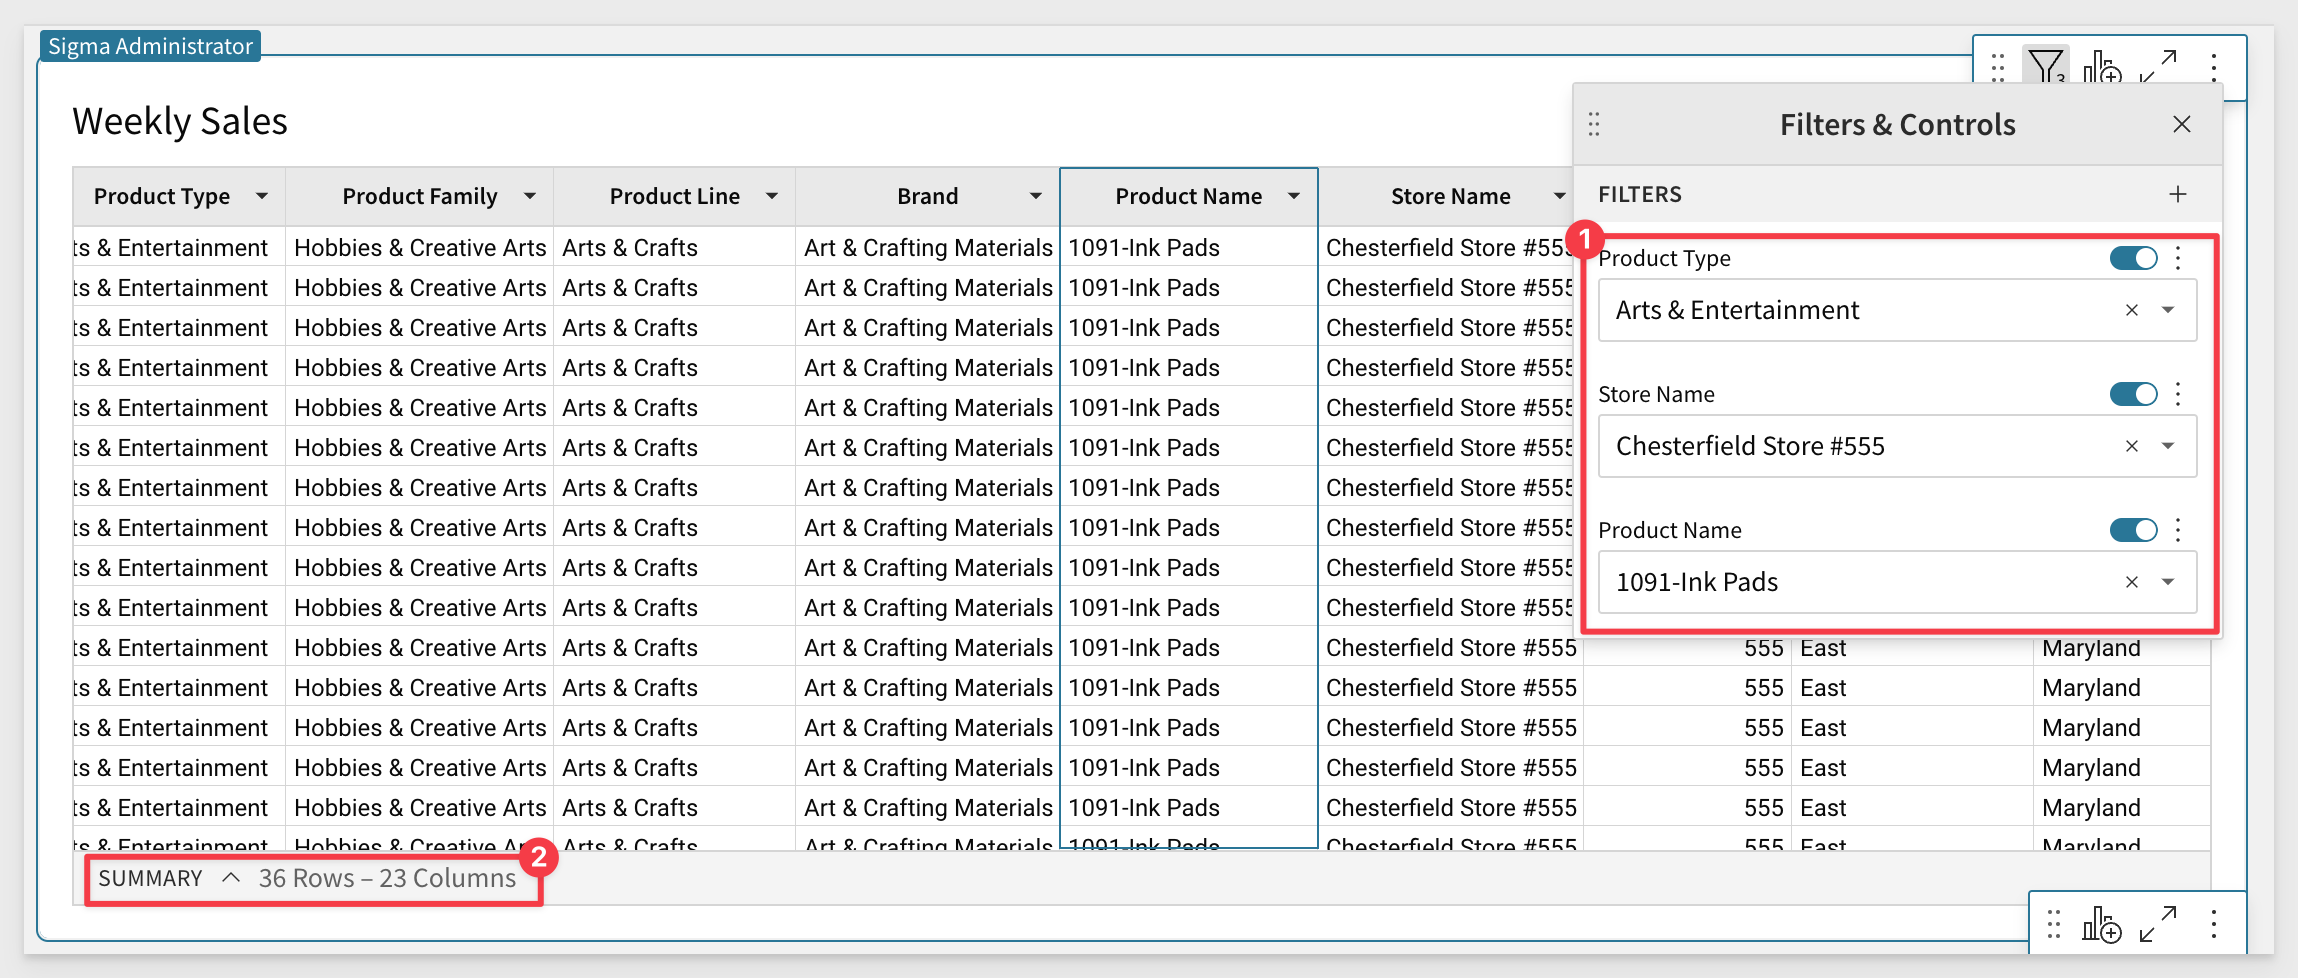 Sigma Administrator
3
Weekly Sales
Filters & Controls
Product Type Product Family Product Line Brand Product Name Store Name
FILTERS
1
Product Type
Arts & Entertainment
Store Name
Chesterfield Store #555
Product Name
1091-Ink Pads
ts & Entertainment Hobbies & Creative Arts Arts & Crafts Art & Crafting Materials 1091-Ink Pads Chesterfield Store #555
ts & Entertainment Hobbies & Creative Arts Arts & Crafts Art & Crafting Materials 1091-Ink Pads Chesterfield Store #555
ts & Entertainment Hobbies & Creative Arts Arts & Crafts Art & Crafting Materials 1091-Ink Pads Chesterfield Store #555
ts & Entertainment Hobbies & Creative Arts Arts & Crafts Art & Crafting Materials 1091-Ink Pads Chesterfield Store #555
ts & Entertainment Hobbies & Creative Arts Arts & Crafts Art & Crafting Materials 1091-Ink Pads Chesterfield Store #555
ts & Entertainment Hobbies & Creative Arts Arts & Crafts Art & Crafting Materials 1091-Ink Pads Chesterfield Store #555
ts & Entertainment Hobbies & Creative Arts Arts & Crafts Art & Crafting Materials 1091-Ink Pads Chesterfield Store #555
ts & Entertainment Hobbies & Creative Arts Arts & Crafts Art & Crafting Materials 1091-Ink Pads Chesterfield Store #555
ts & Entertainment Hobbies & Creative Arts Arts & Crafts Art & Crafting Materials 1091-Ink Pads Chesterfield Store #555
ts & Entertainment Hobbies & Creative Arts Arts & Crafts Art & Crafting Materials 1091-Ink Pads Chesterfield Store #555
ts & Entertainment Hobbies & Creative Arts Arts & Crafts Art & Crafting Materials 1091-Ink Pads Chesterfield Store #555 555 East Maryland
ts & Entertainment Hobbies & Creative Arts Arts & Crafts Art & Crafting Materials 1091-Ink Pads Chesterfield Store #555 555 East Maryland
ts & Entertainment Hobbies & Creative Arts Arts & Crafts Art & Crafting Materials 1091-Ink Pads Chesterfield Store #555 555 East Maryland
ts & Entertainment Hobbies & Creative Arts Arts & Crafts Art & Crafting Materials 1091-Ink Pads Chesterfield Store #555 555 East Maryland
ts & Entertainment Hobbies & Creative Arts Arts & Crafts Art & Crafting Materials 1091-Ink Pads Chesterfield Store #555 555 East Maryland
ts & Entertainment Hobbies & Creative Arts Arts & Crafts Art & Crafting Materials 1091-Ink Pads Chesterfield Store #555 555 East Maryland
2
SUMMARY 36 Rows – 23 Columns